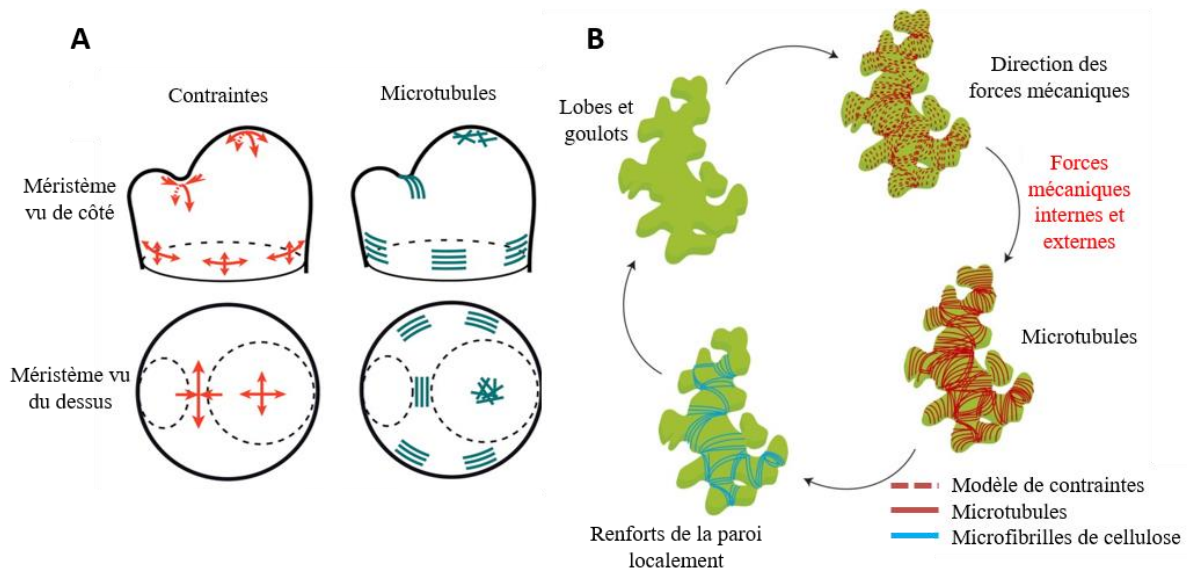 A
Contraintes
Microtubules
Méristème
vu de côté
Méristème vu
du dessus
B
Lobes et
goulots
Direction des
forces mécaniques
Forces
mécaniques
internes et
externes
Microtubules
Renforts de la paroi
localement
Modèle de contraintes
Microtubules
Microfibrilles de cellulose